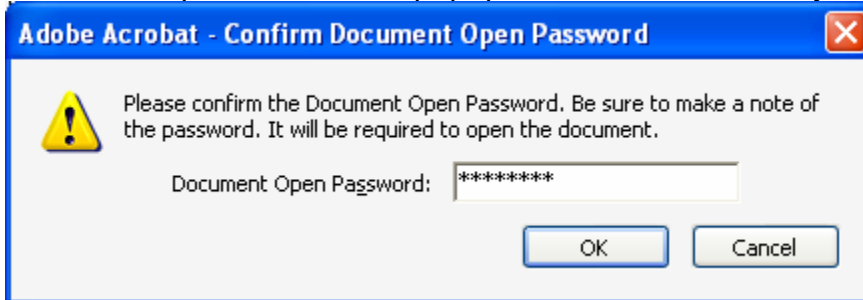 Adobe Acrobat - Confirm Document Open Password
Please confirm the Document Open Password. Be sure to make a note of
the password. It will be required to open the document.
Document Open Password: ********
OK Cancel